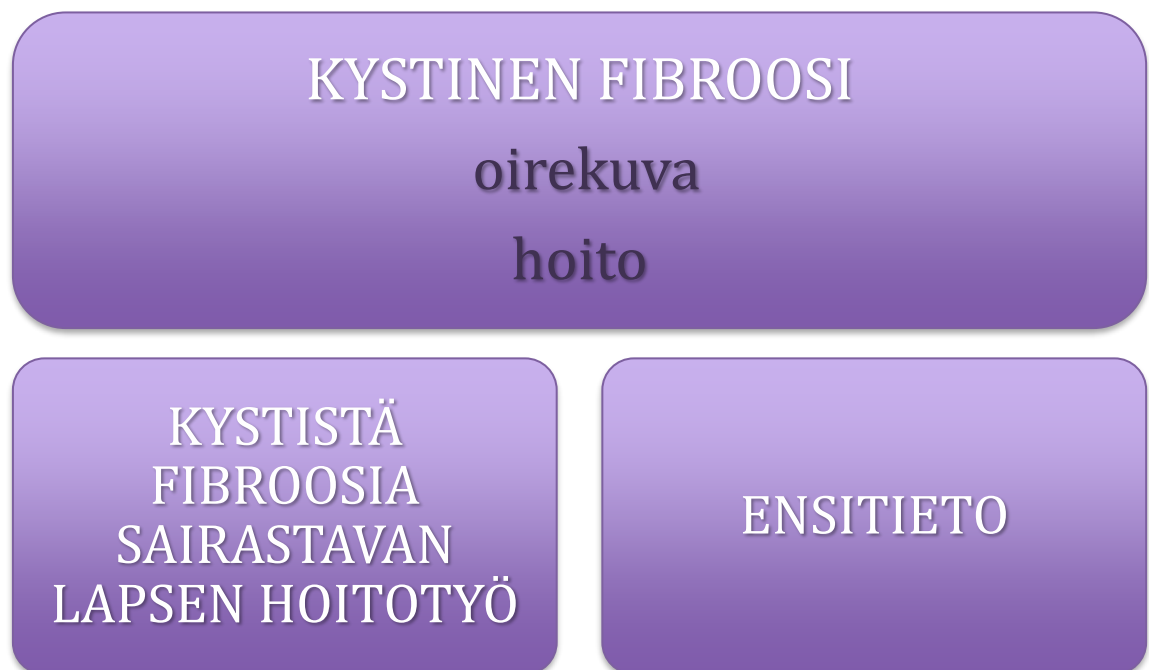 KYSTINEN FIBROOSI
oirekuva
hoito
KYSTISTÄ
FIBROOSIA
SAIRASTAVAN
LAPSEN HOITOTYÖ
ENSITIETO